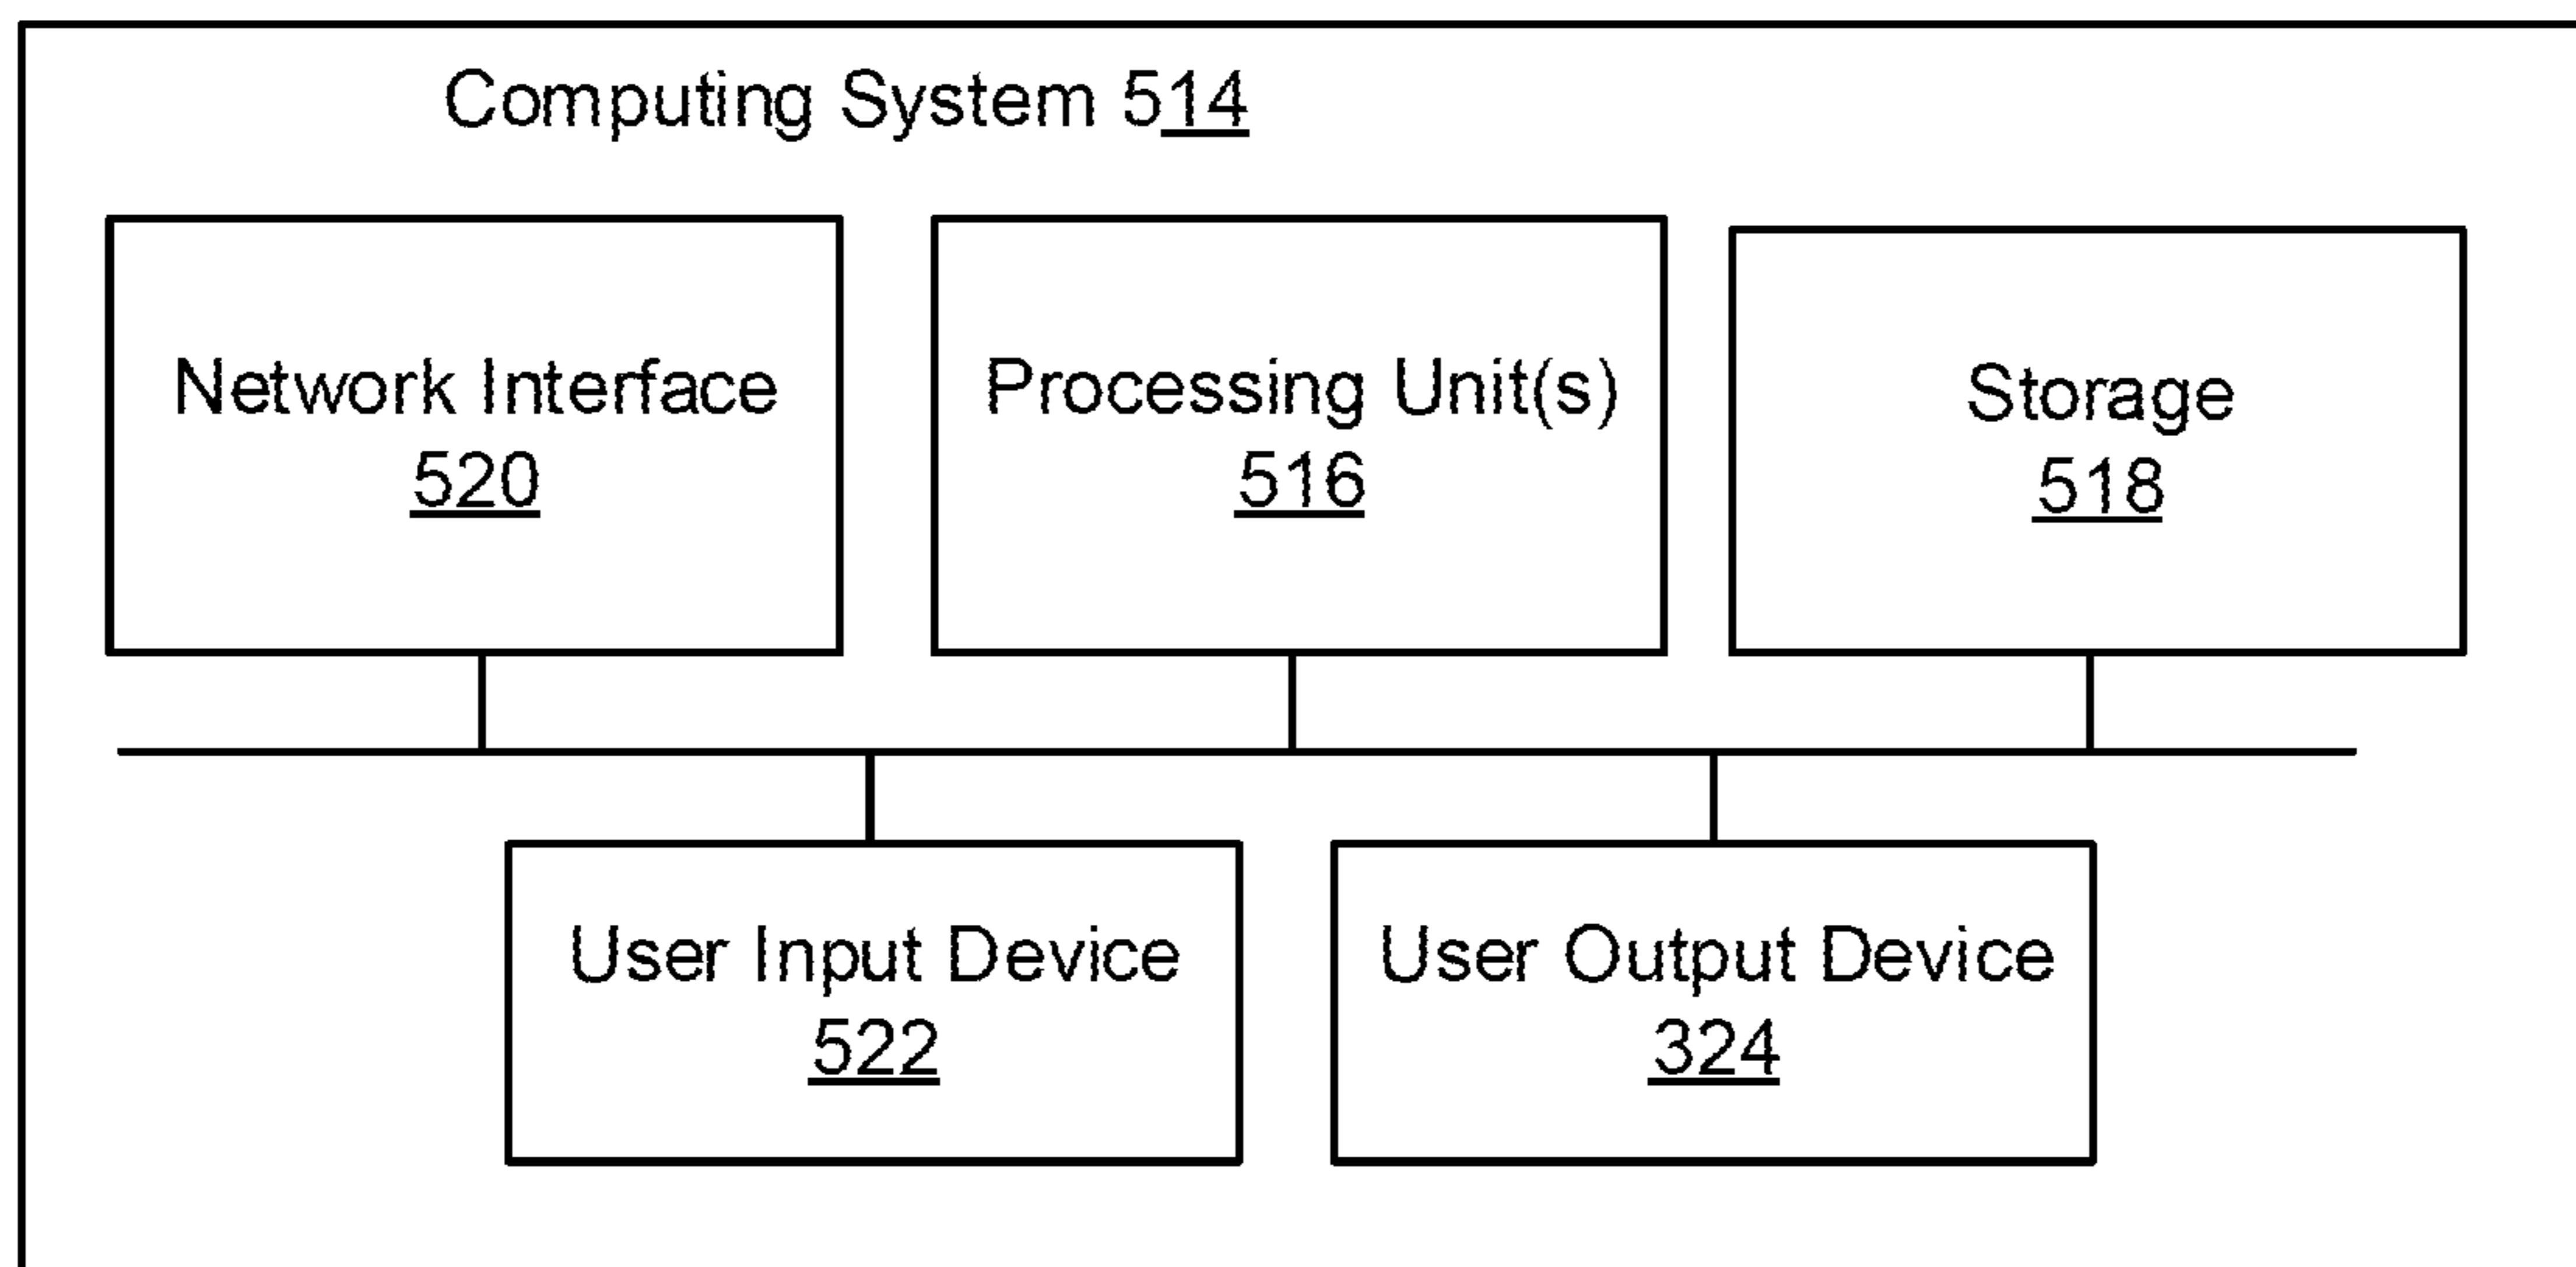 Computing System 514
Network Interface
520
Processing Unit(s)
516
Storage
518
User Input Device
522
User Output Device
324